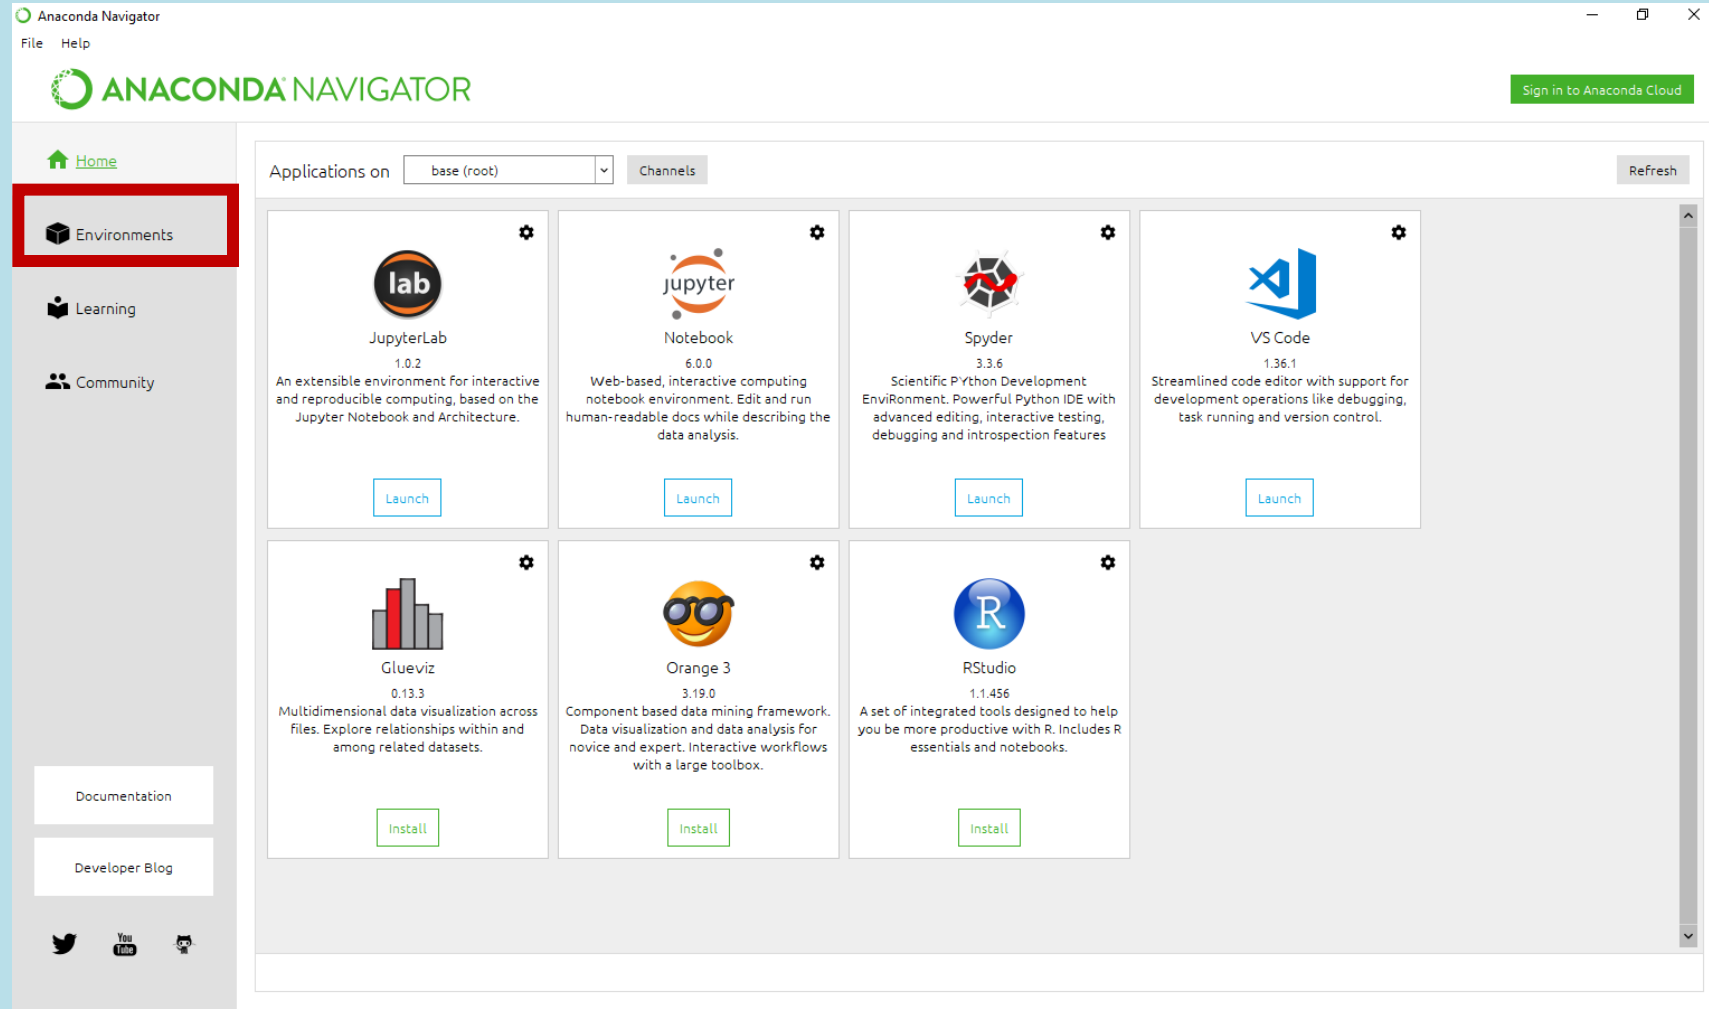 Anaconda Navigator
File Help
ANACONDA NAVIGATOR
Sign in to Anaconda Cloud
Home
Environments
Learning
Community
Documentation
Developer Blog
You
Tube
Applications on base (root) Channels Refresh
lab
JupyterLab
1.0.2
An extensible environment for interactive
and reproducible computing, based on the
Jupyter Notebook and Architecture.
Launch
jupyter
Notebook
6.0.0
Web-based, interactive computing
notebook environment. Edit and run
human-readable docs while describing the
data analysis.
Launch
Spyder
3.3.6
Scientific PYthon Development
EnviRonment. Powerful Python IDE with
advanced editing, interactive testing,
debugging and introspection features
Launch
VS Code
1.36.1
Streamlined code editor with support for
development operations like debugging,
task running and version control.
Launch
Glueviz
0.13.3
Multidimensional data visualization across
files. Explore relationships within and
among related datasets.
Install
Orange 3
3.19.0
Component based data mining framework.
Data visualization and data analysis for
novice and expert. Interactive workflows
with a large toolbox.
Install
R
RStudio
1.1.456
A set of integrated tools designed to help
you be more productive with R. Includes R
essentials and notebooks.
Install